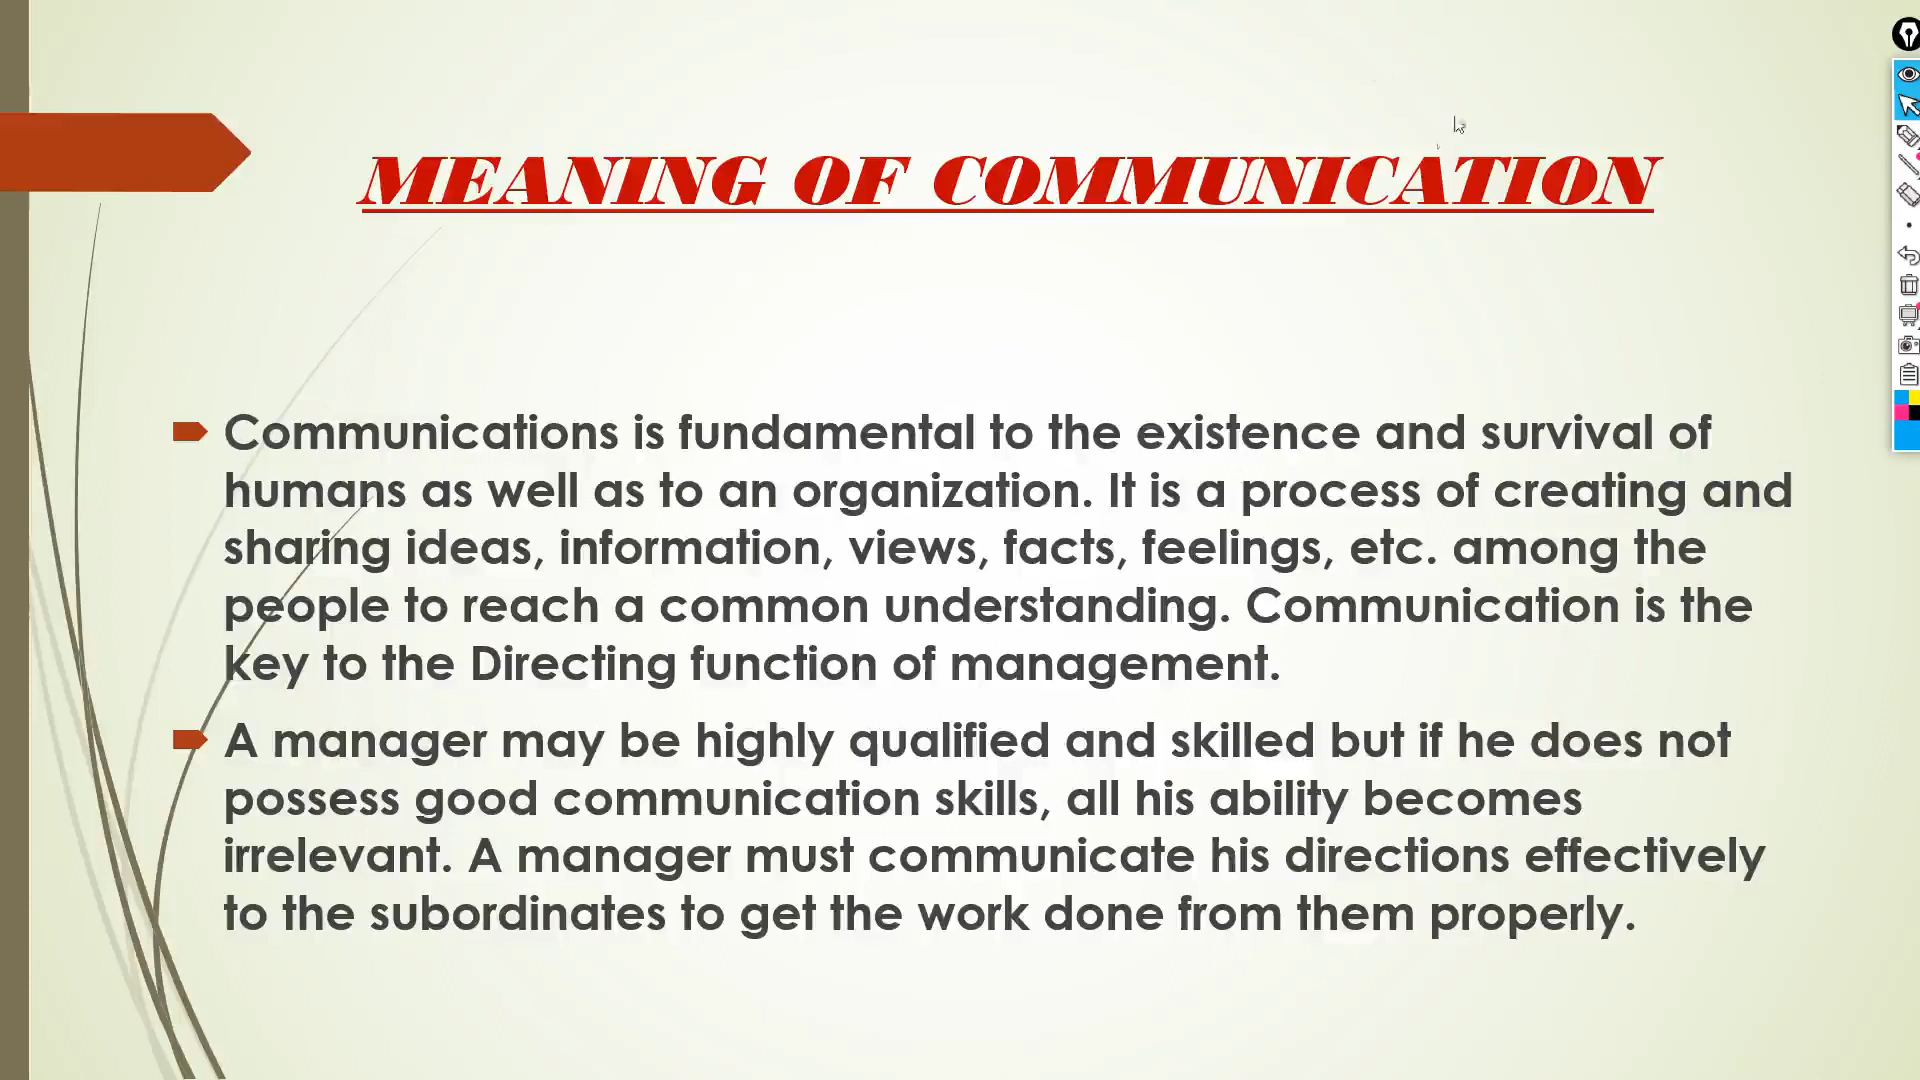 MEANING OF COMMUNICATION
Communications is fundamental to the existence and survival of
humans as well as to an organization. It is a process of creating and
sharing ideas, information, views, facts, feelings, etc. among the
people to reach a common understanding. Communication is the
key to the Directing function of management.
A manager may be highly qualified and skilled but if he does not
possess good communication skills, all his ability becomes
irrelevant. A manager must communicate his directions effectively
to the subordinates to get the work done from them properly.